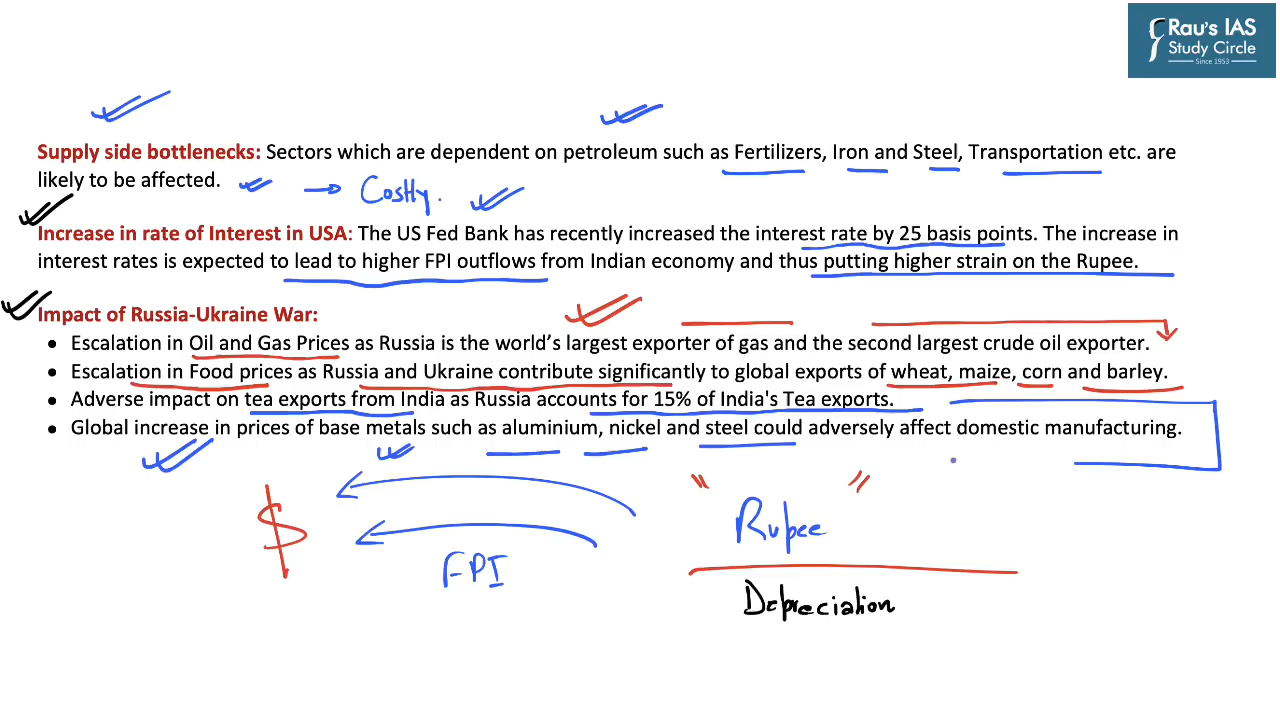 Rau's IAS
Study Circle
Since 1953
Supply side bottlenecks: Sectors which are dependent on petroleum such as Fertilizers, Iron and Steel, Transportation etc. are
likely to be affected. → Costly.
Increase in rate of Interest in USA: The US Fed Bank has recently increased the interest rate by 25 basis points. The increase in
interest rates is expected to lead to higher FPI outflows from Indian economy and thus putting higher strain on the Rupee.
Impact of Russia-Ukraine War:
• Escalation in Oil and Gas Prices as Russia is the world's largest exporter of gas and the second largest crude oil exporter.
• Escalation in Food prices as Russia and Ukraine contribute significantly to global exports of wheat, maize, corn and barley.
• Adverse impact on tea exports from India as Russia accounts for 15% of India's Tea exports.
• Global increase in prices of base metals such as aluminium, nickel and steel could adversely affect domestic manufacturing.
$ " Rupee "
FPI
Depreciation